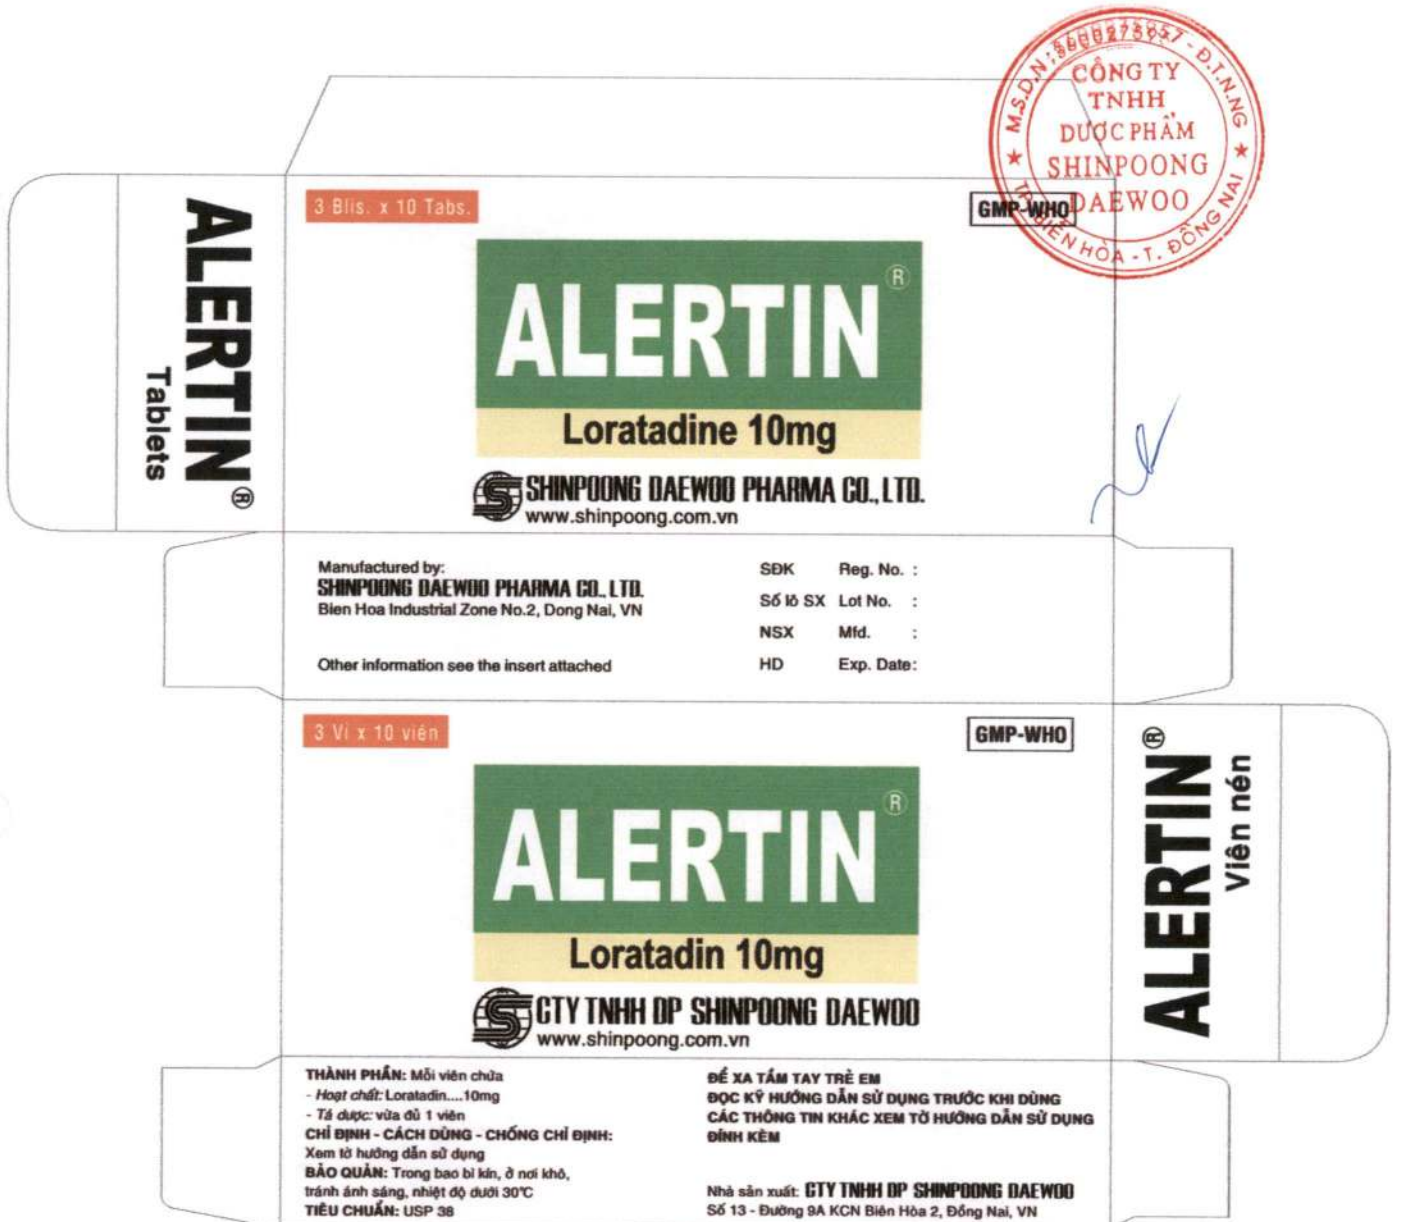 CÔNG TY
TNHH
DƯỢC PHẨM
SHINPOONG
DAEWOO
M.S.D.N: - Đ.T.N.NG
TP. BIÊN HÒA - T. ĐỒNG NAI
3 Blis. x 10 Tabs.
GMP-WHO
ALERTIN®
Tablets
ALERTIN®
Loratadine 10mg
SHINPOONG DAEWOO PHARMA CO., LTD.
www.shinpoong.com.vn
Manufactured by:
SHINPOONG DAEWOO PHARMA CO., LTD.
Bien Hoa Industrial Zone No.2, Dong Nai, VN
Other information see the insert attached
SĐK Reg. No. :
Số lô SX Lot No. :
NSX Mfd. :
HD Exp. Date:
3 Vỉ x 10 viên
GMP-WHO
ALERTIN®
Loratadin 10mg
CTY TNHH DP SHINPOONG DAEWOO
www.shinpoong.com.vn
ALERTIN®
Viên nén
THÀNH PHẦN: Mỗi viên chứa
- Hoạt chất: Loratadin....10mg
- Tá dược: vừa đủ 1 viên
CHỈ ĐỊNH - CÁCH DÙNG - CHỐNG CHỈ ĐỊNH:
Xem tờ hướng dẫn sử dụng
BẢO QUẢN: Trong bao bì kín, ở nơi khô,
tránh ánh sáng, nhiệt độ dưới 30°C
TIÊU CHUẨN: USP 38
ĐỂ XA TẦM TAY TRẺ EM
ĐỌC KỸ HƯỚNG DẪN SỬ DỤNG TRƯỚC KHI DÙNG
CÁC THÔNG TIN KHÁC XEM TỜ HƯỚNG DẪN SỬ DỤNG
ĐÍNH KÈM
Nhà sản xuất: CTY TNHH DP SHINPOONG DAEWOO
Số 13 - Đường 9A KCN Biên Hòa 2, Đồng Nai, VN